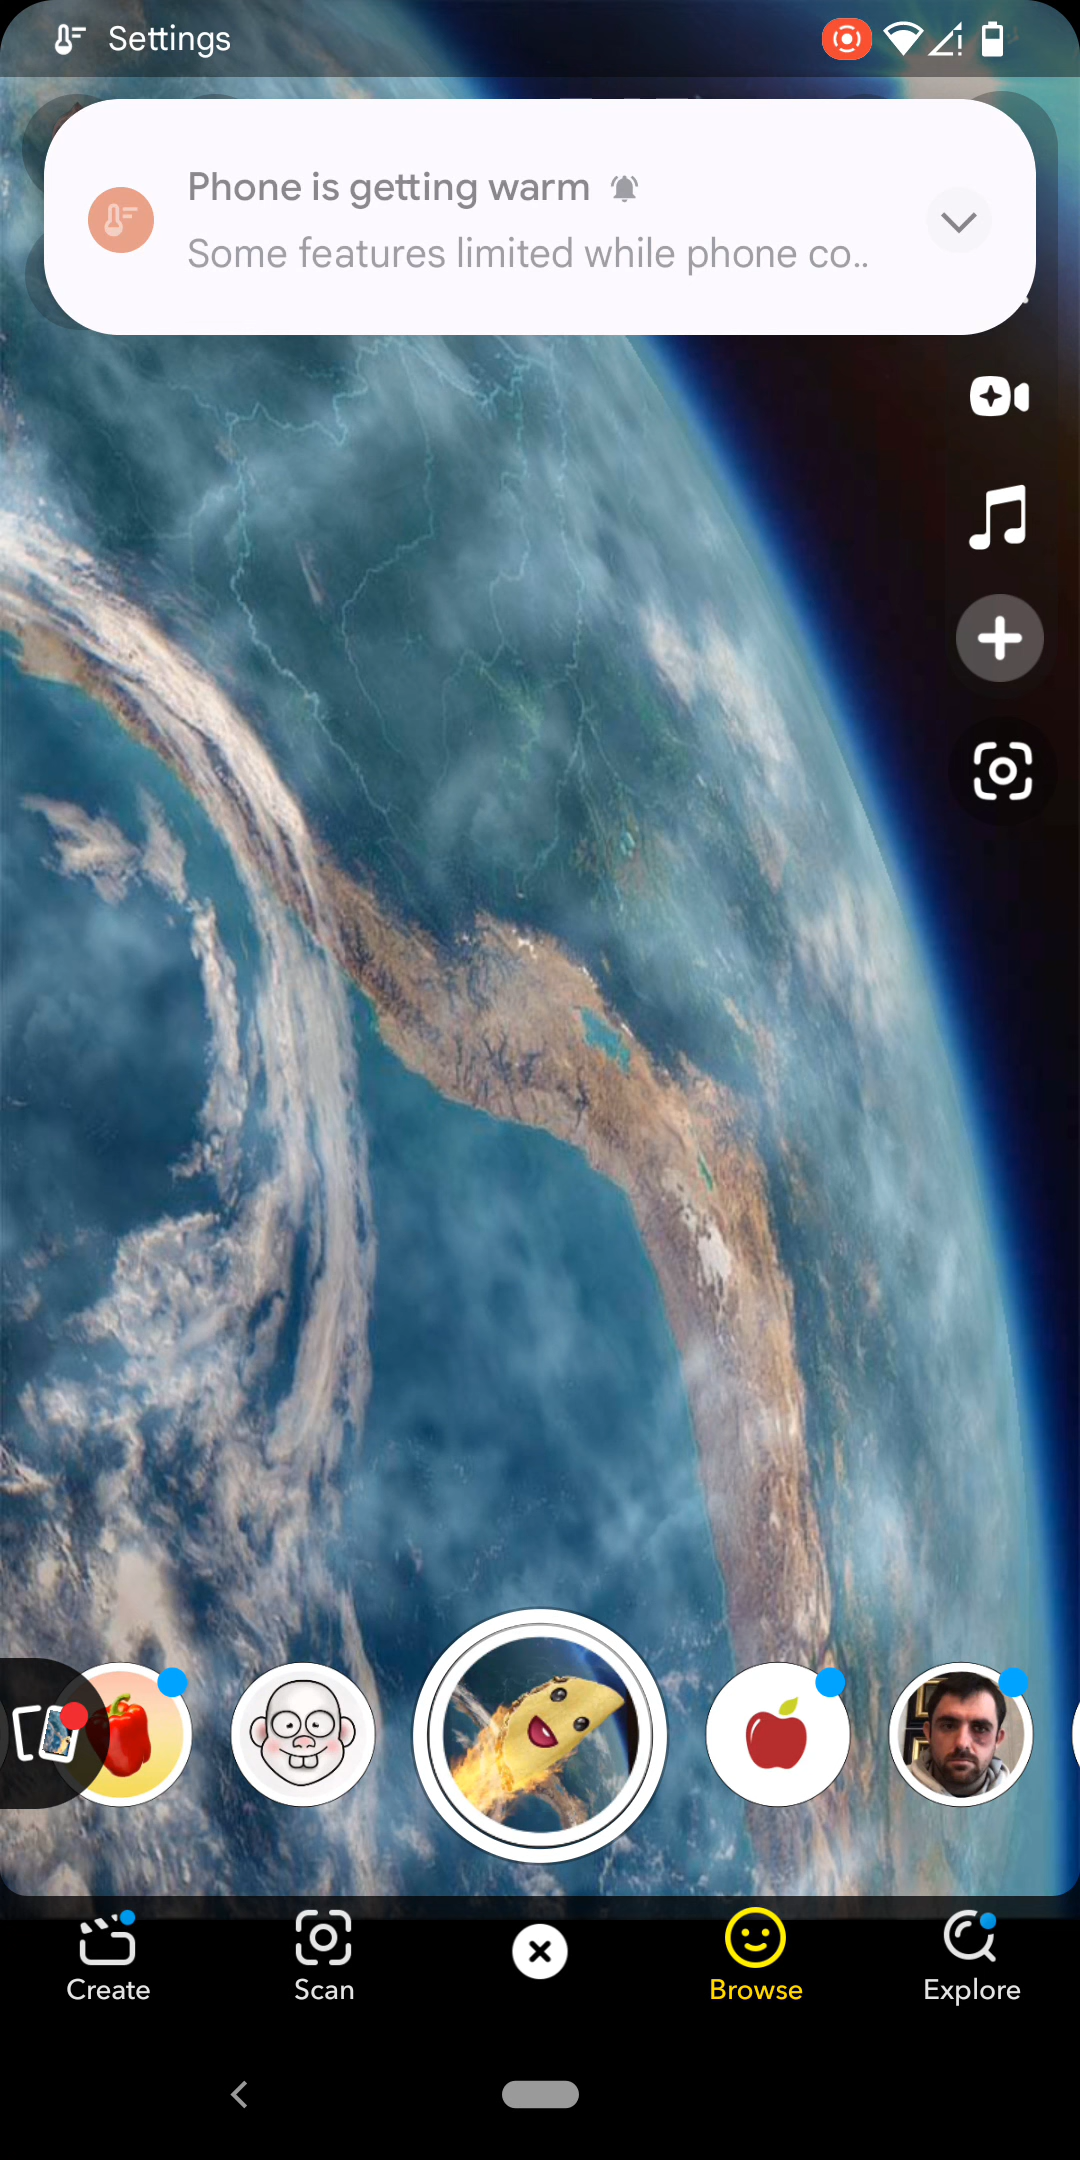 Settings
Phone is getting warm
Some features limited while phone co..
Create
Scan
Browse
Explore